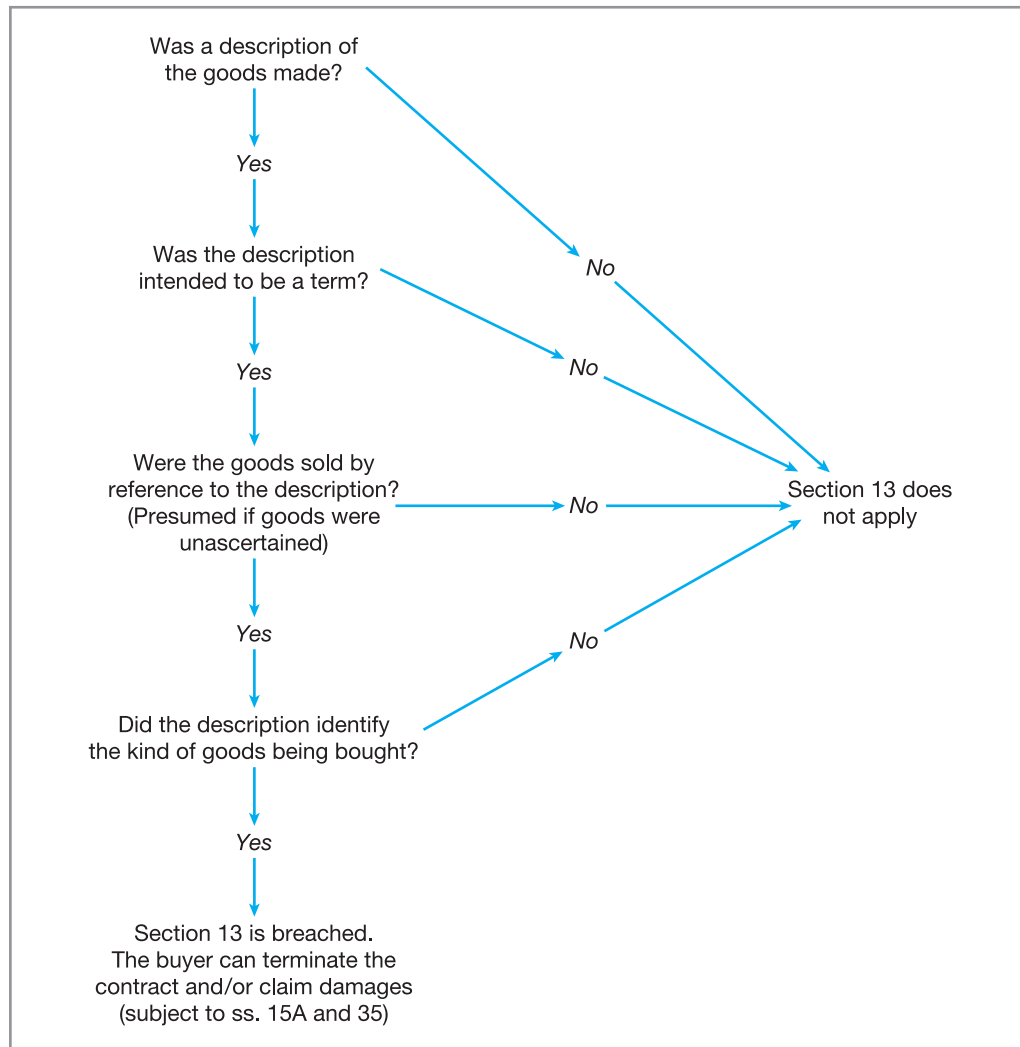 Was a description of
the goods made?
Yes
Was the description
intended to be a term?
No
Yes
No
Were the goods sold by
reference to the description?
(Presumed if goods were
unascertained)
No
Section 13 does
not apply
Yes
No
Did the description identify
the kind of goods being bought?
Yes
Section 13 is breached.
The buyer can terminate the
contract and/or claim damages
(subject to ss. 15A and 35)